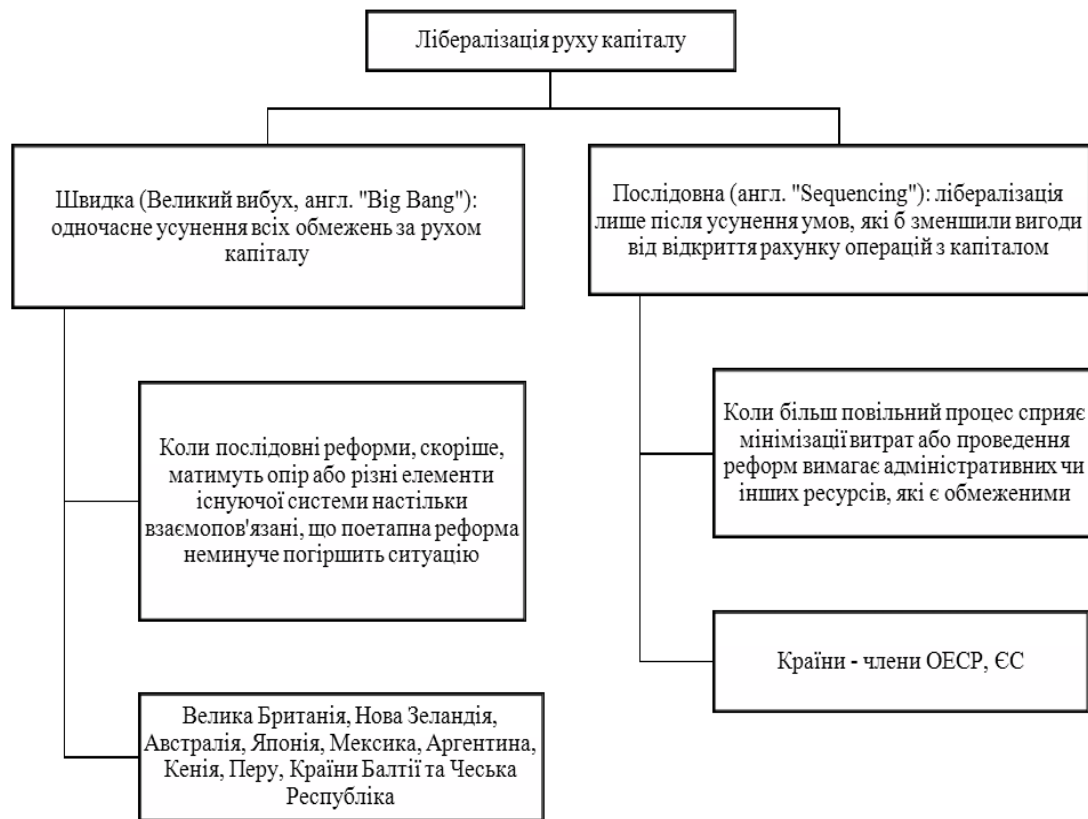 Лібералізація руху капіталу
Швидка (Великий вибух, англ. "Big Bang"):
одночасне усунення всіх обмежень за рухом
капіталу
Послідовна (англ. "Sequencing"): лібералізація
лише після усунення умов, які б зменшили вигоди
від відкриття рахунку операцій з капіталом
Коли послідовні реформи, скоріше,
матимуть опір або різні елементи
існуючої системи настільки
взаємопов'язані, що поетапна реформа
неминуче погіршить ситуацію
Коли більш повільний процес сприяє
мінімізації витрат або проведення
реформ вимагає адміністративних чи
інших ресурсів, які є обмеженими
Велика Британія, Нова Зеландія,
Австралія, Японія, Мексика, Аргентина,
Кенія, Перу, Країни Балтії та Чеська
Республіка
Країни - члени ОЕСР, ЄС